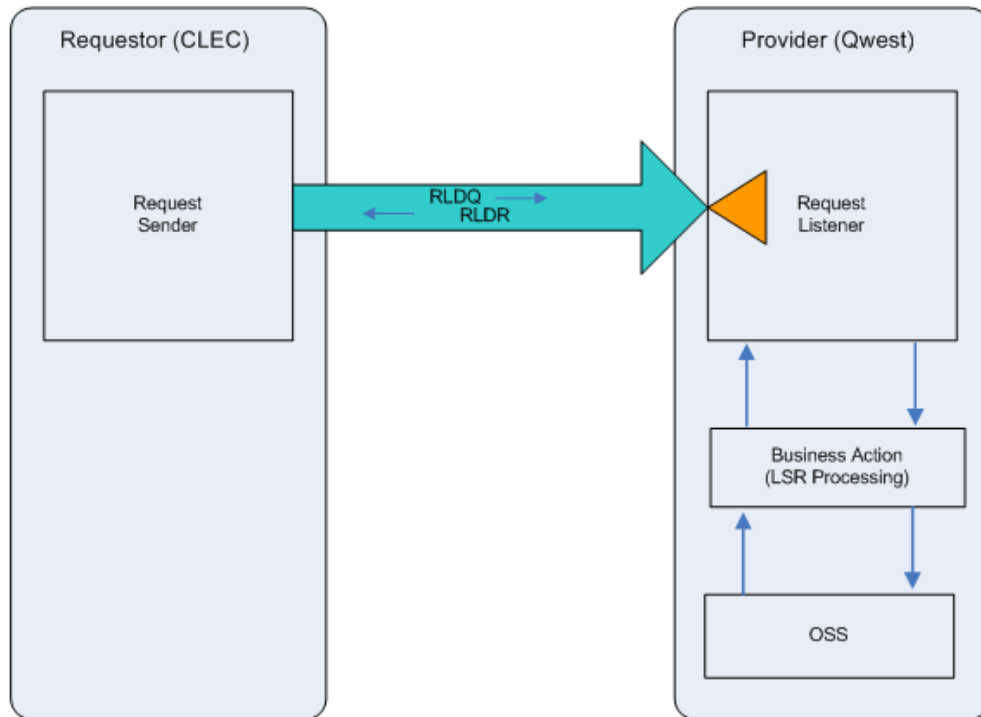 Requestor (CLEC)
Provider (Qwest)
Request
Sender
RLDQ
RLDR
Request
Listener
Business Action
(LSR Processing)
OSS